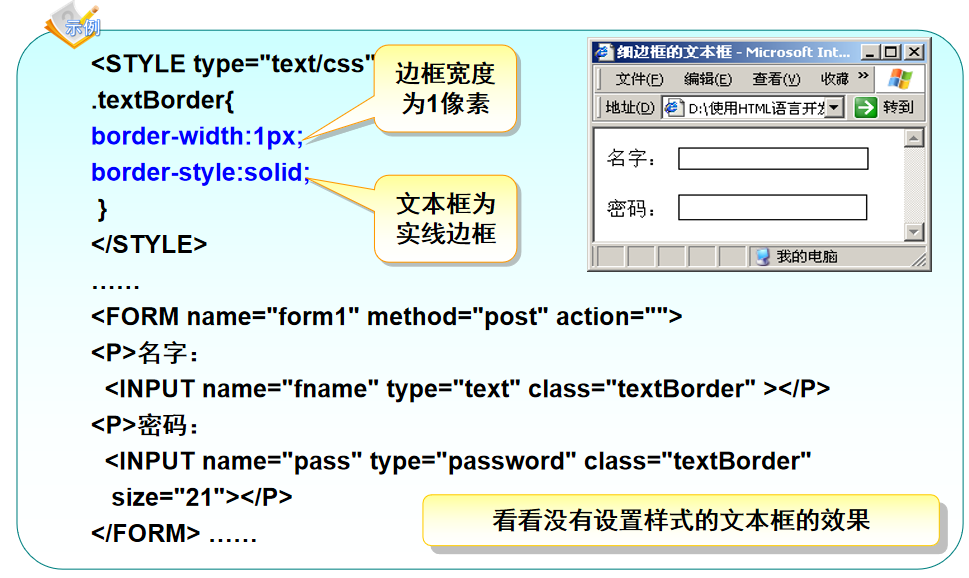 示例
<STYLE type="text/css"
.textBorder{
border-width:1px;
border-style:solid;
}
</STYLE>
……
<FORM name="form1" method="post" action="">
<P>名字：
<INPUT name="fname" type="text" class="textBorder" ></P>
<P>密码：
<INPUT name="pass" type="password" class="textBorder"
size="21"></P>
</FORM> ……
边框宽度
为1像素
文本框为
实线边框
细边框的文本框 - Microsoft Int...
文件(F) 编辑(E) 查看(V) 收藏 »
地址(D) D:\使用HTML语言开发 转到
名字：
密码：
我的电脑
看看没有设置样式的文本框的效果